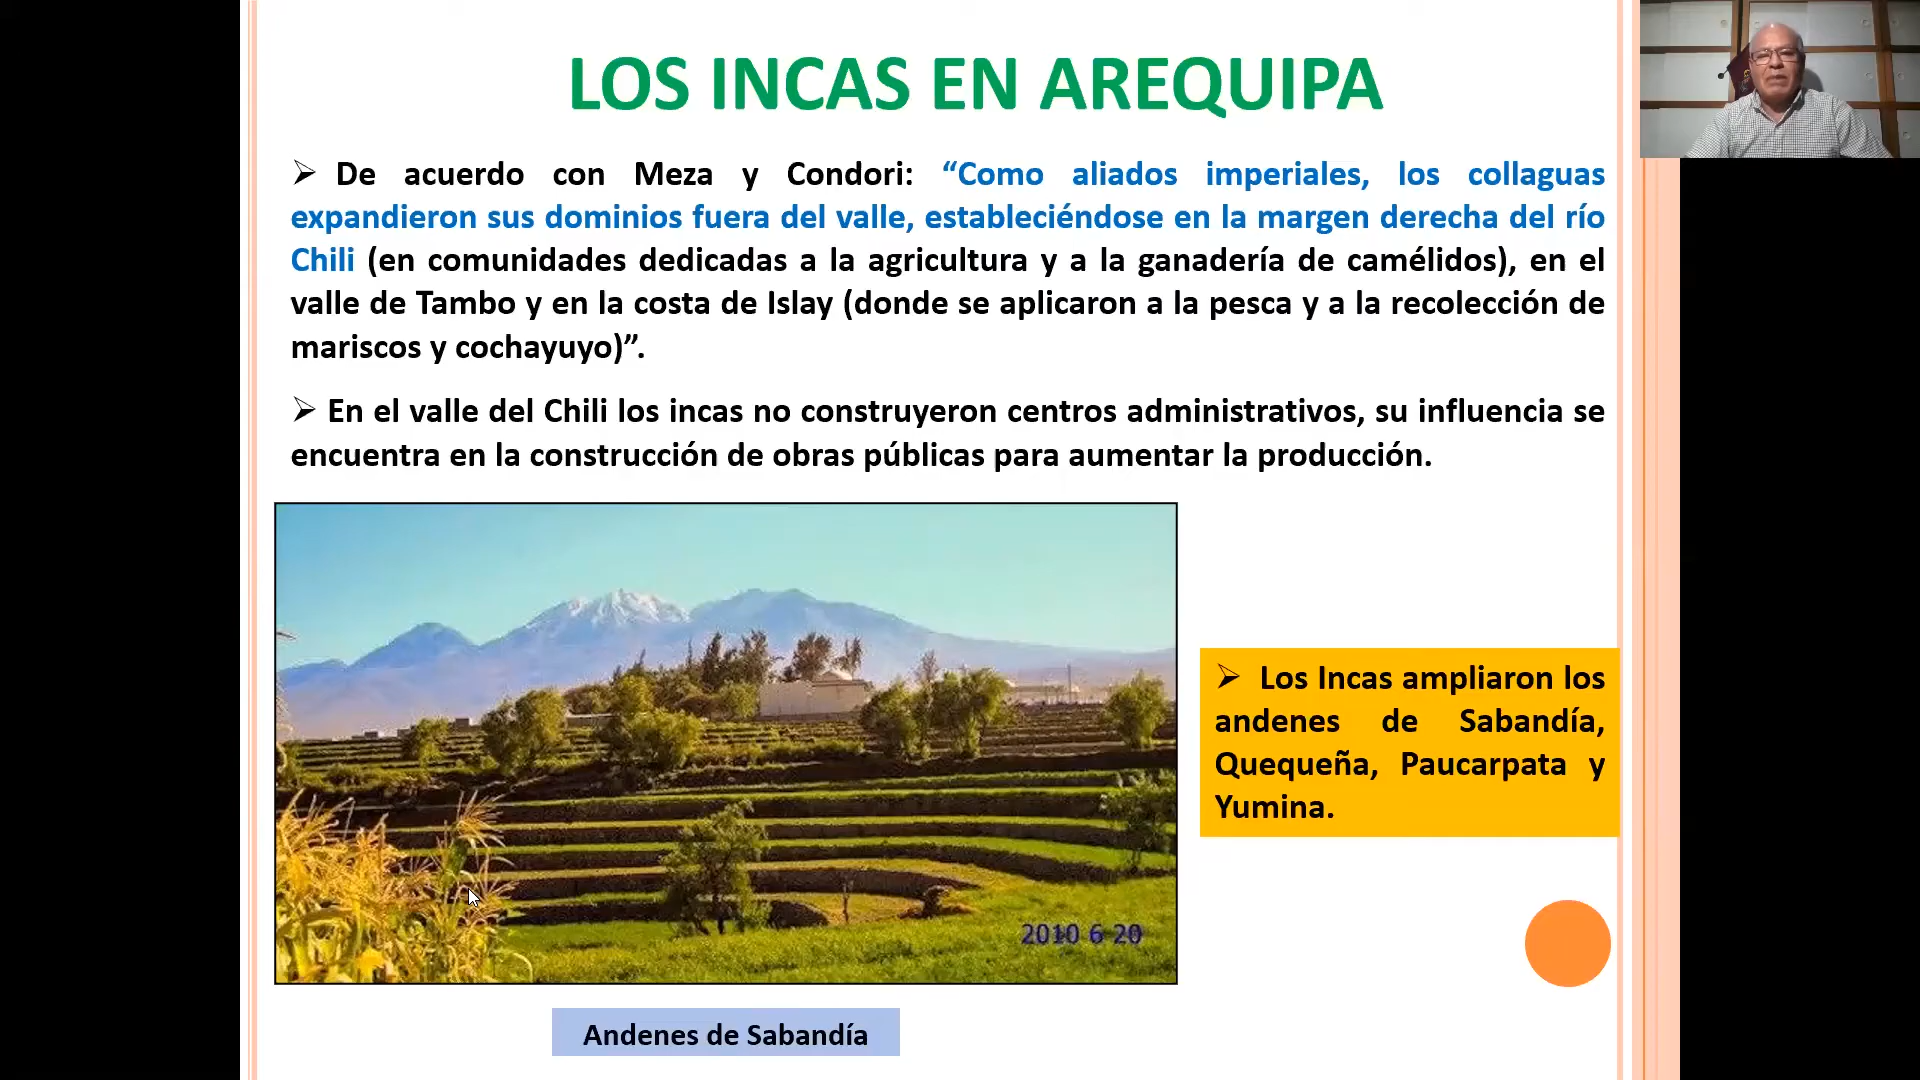 LOS INCAS EN AREQUIPA
➢ De acuerdo con Meza y Condori: “Como aliados imperiales, los collaguas
expandieron sus dominios fuera del valle, estableciéndose en la margen derecha del río
Chili (en comunidades dedicadas a la agricultura y a la ganadería de camélidos), en el
valle de Tambo y en la costa de Islay (donde se aplicaron a la pesca y a la recolección de
mariscos y cochayuyo)”.
➢ En el valle del Chili los incas no construyeron centros administrativos, su influencia se
encuentra en la construcción de obras públicas para aumentar la producción.
➢ Los Incas ampliaron los
andenes de Sabandía,
Quequeña, Paucarpata y
Yumina.
2010 6 20
Andenes de Sabandía